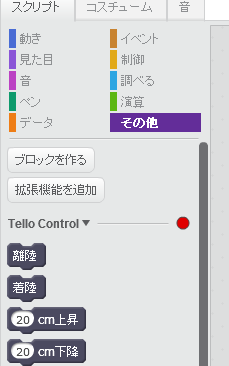 スクリプト コスチューム 音
動き イベント
見た目 制御
音 調べる
ペン 演算
データ その他
ブロックを作る
拡張機能を追加
Tello Control
離陸
着陸
20 cm上昇
20 cm下降